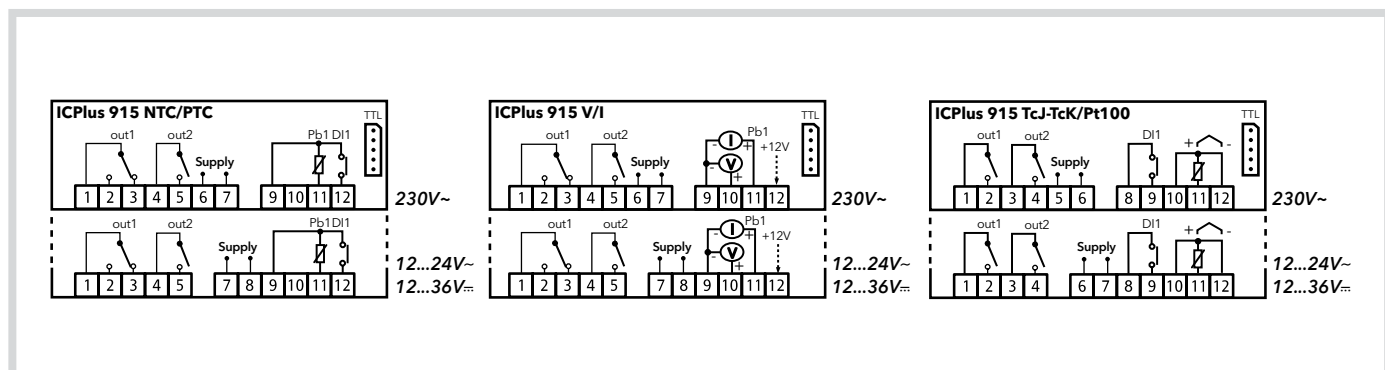 ICPlus 915 NTC/PTC
TTL
out1 out2 Supply Pb1 DI1
1 2 3 4 5 6 7 9 10 11 12
230V~
out1 out2 Supply Pb1 DI1
1 2 3 4 5 7 8 9 10 11 12
12...24V~
12...36V⎓
ICPlus 915 V/I
TTL
out1 out2 Supply Pb1
I
- +
V
- +
+12V
1 2 3 4 5 6 7 9 10 11 12
230V~
out1 out2 Supply Pb1
I
- +
V
- +
+12V
1 2 3 4 5 7 8 9 10 11 12
12...24V~
12...36V⎓
ICPlus 915 TcJ-TcK/Pt100
TTL
out1 out2 Supply DI1 + -
1 2 3 4 5 6 8 9 10 11 12
230V~
out1 out2 Supply DI1 + -
1 2 3 4 6 7 8 9 10 11 12
12...24V~
12...36V⎓